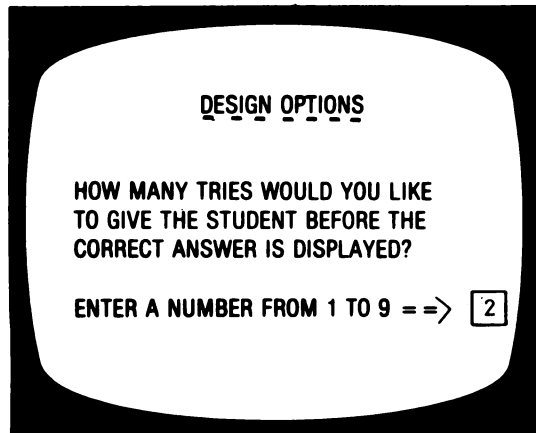 DESIGN OPTIONS
HOW MANY TRIES WOULD YOU LIKE
TO GIVE THE STUDENT BEFORE THE
CORRECT ANSWER IS DISPLAYED?
ENTER A NUMBER FROM 1 TO 9 ==> 2